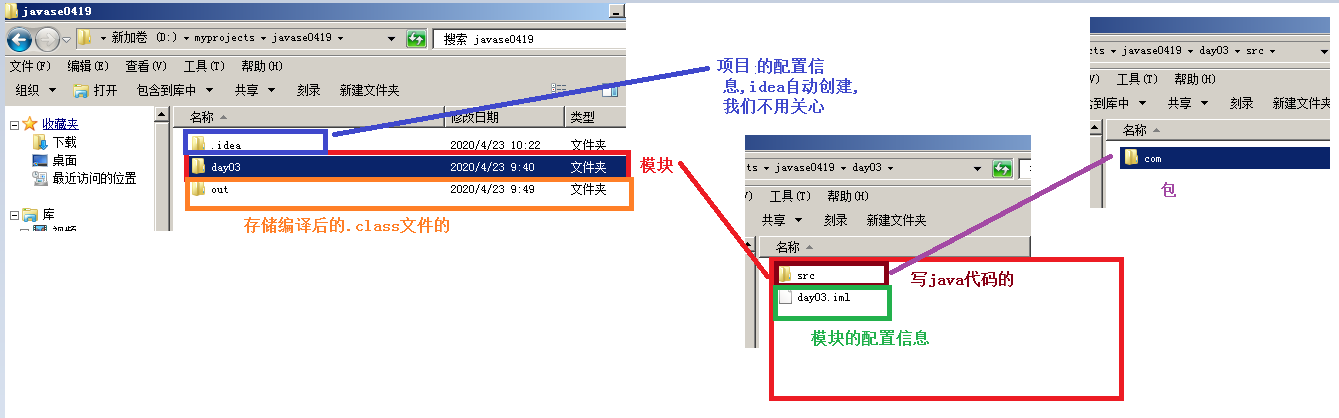 javase0419
新加卷 (D:) myprojects javase0419
搜索 javase0419
文件(F) 编辑(E) 查看(V) 工具(T) 帮助(H)
组织 打开 包含到库中 共享 刻录 新建文件夹
名称 修改日期 类型
收藏夹
下载
桌面
最近访问的位置
库
视频
.idea 2020/4/23 10:22 文件夹
day03 2020/4/23 9:40 文件夹
out 2020/4/23 9:49 文件夹
存储编译后的.class文件的
项目的配置信
息,idea自动创建,
我们不用关心
模块
cts javase0419 day03
工具(T) 帮助(H)
共享 刻录 新建文件夹
名称
src
day03.iml
写java代码的
模块的配置信息
cts javase0419 day03 src
工具(T) 帮助(H)
含到库中 共享 刻录 新建文件夹
名称
com
包